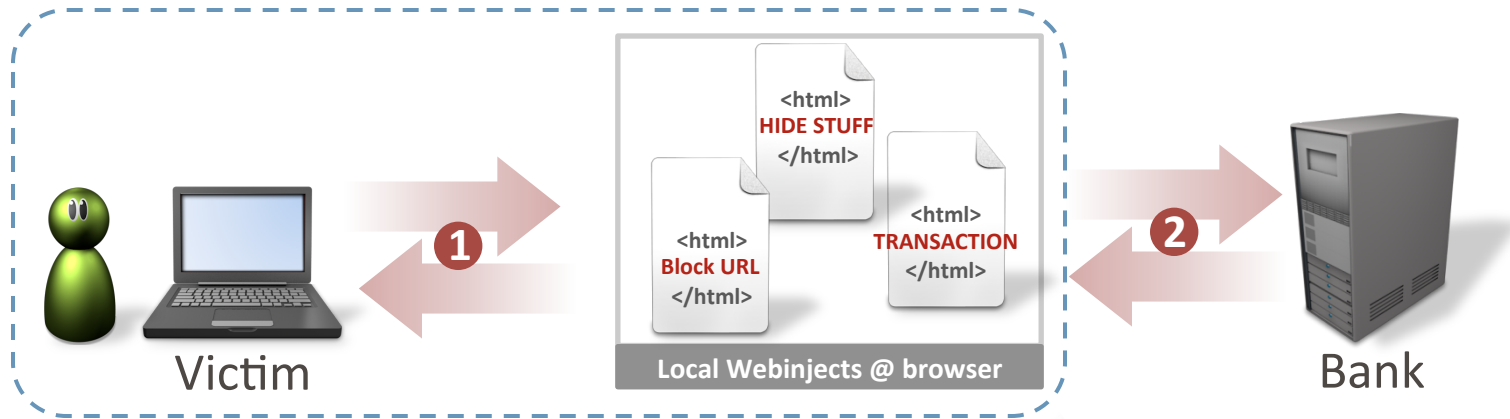 <html>
HIDE STUFF
</html>
<html>
Block URL
</html>
<html>
TRANSACTION
</html>
1
2
Local Webinjects @ browser
Victim
Bank